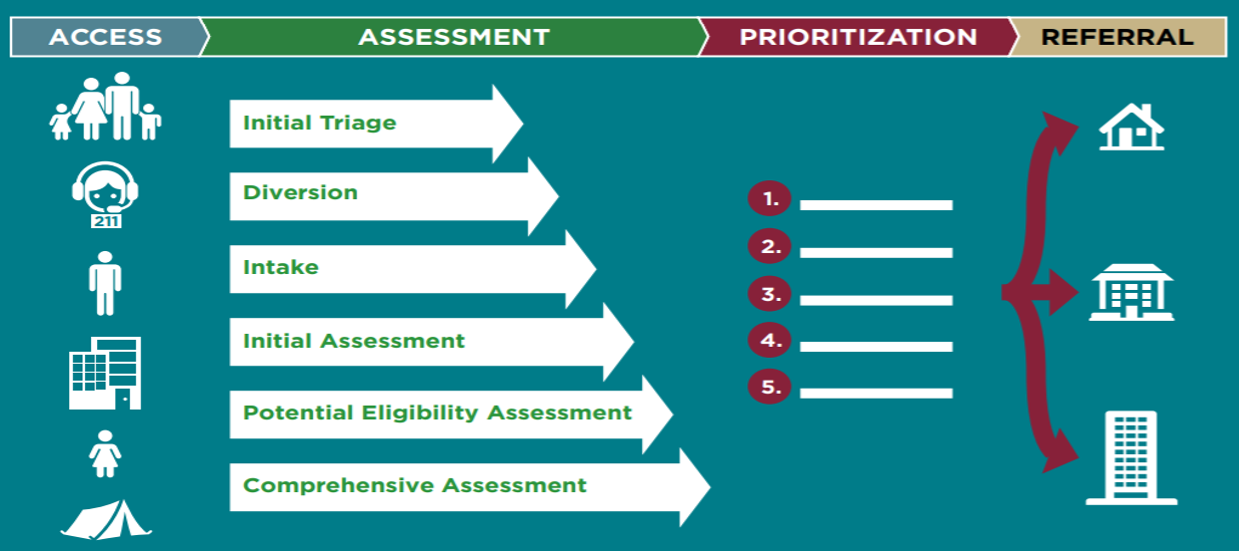 ACCESS
ASSESSMENT
PRIORITIZATION
REFERRAL
211
Initial Triage
Diversion
Intake
Initial Assessment
Potential Eligibility Assessment
Comprehensive Assessment
1.
2.
3.
4.
5.